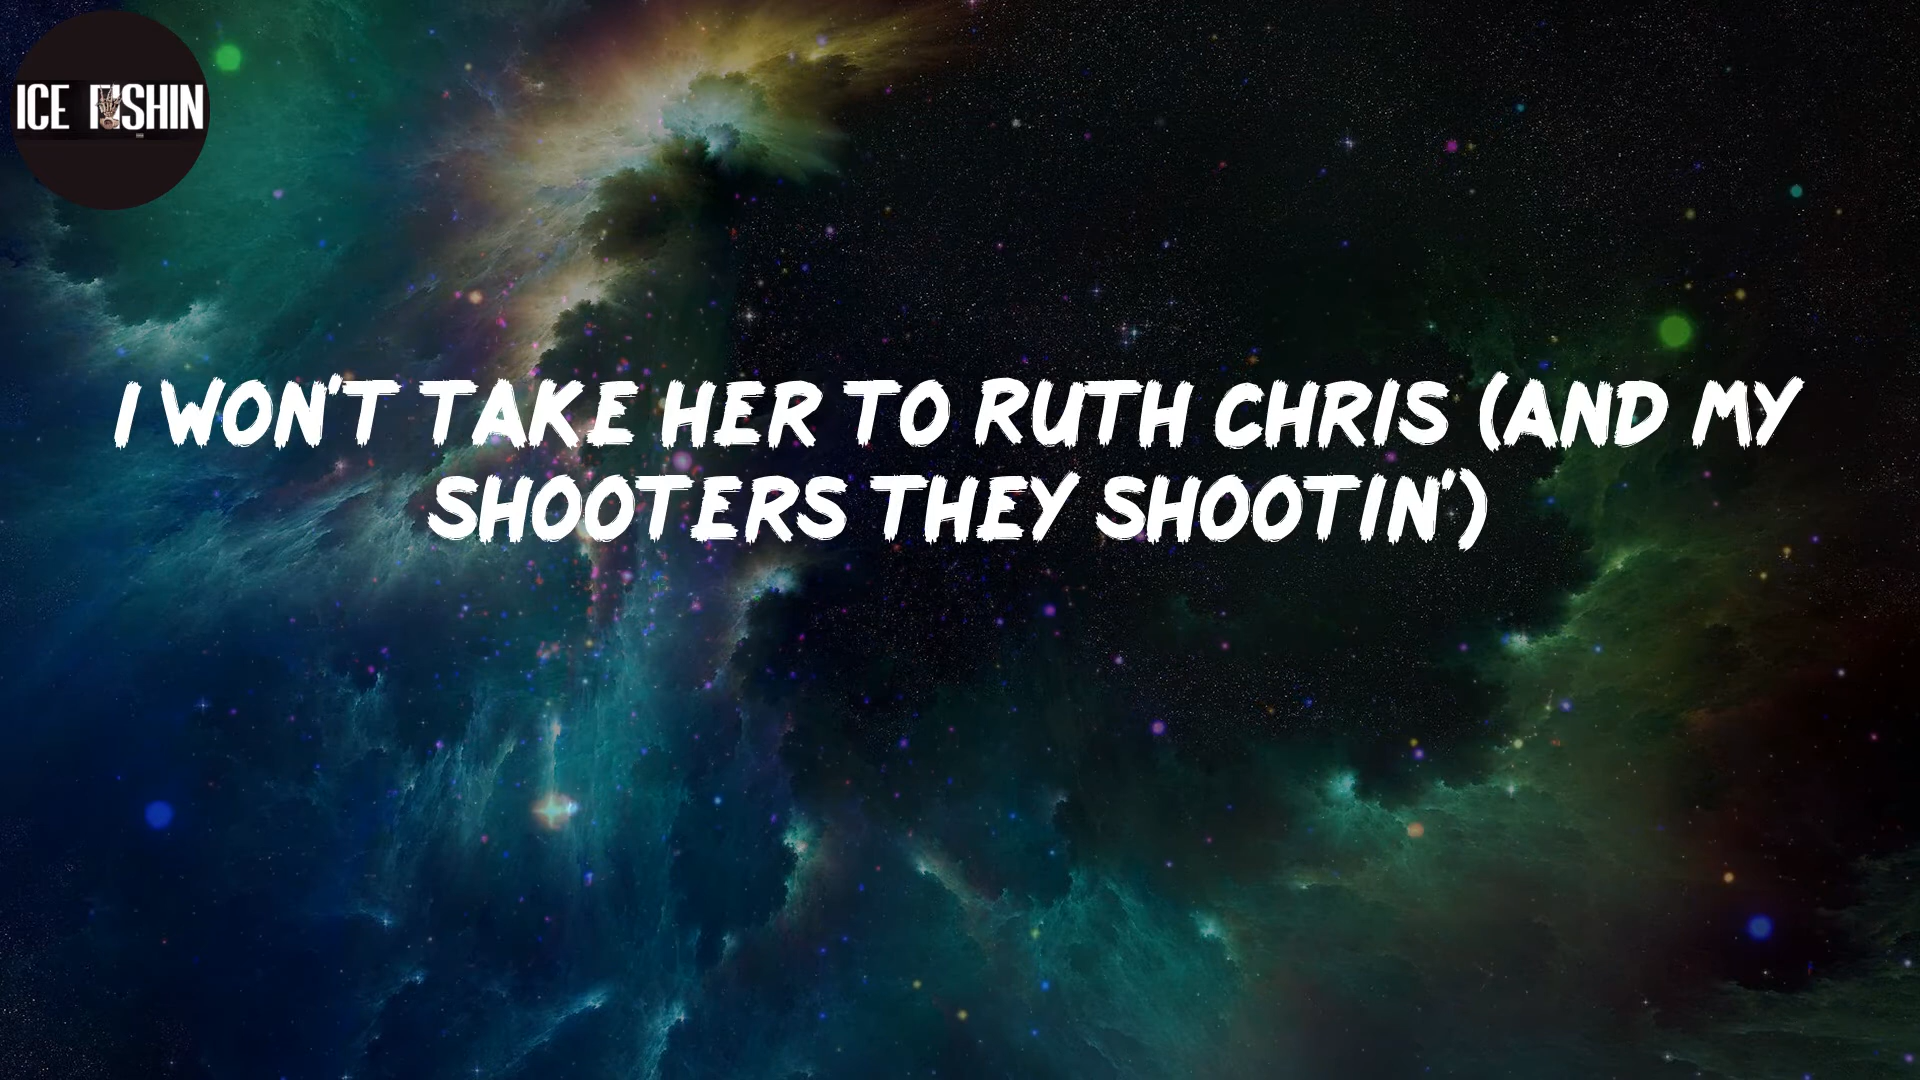 ICE FISHIN
I WON'T TAKE HER TO RUTH CHRIS (AND MY
SHOOTERS THEY SHOOTIN')